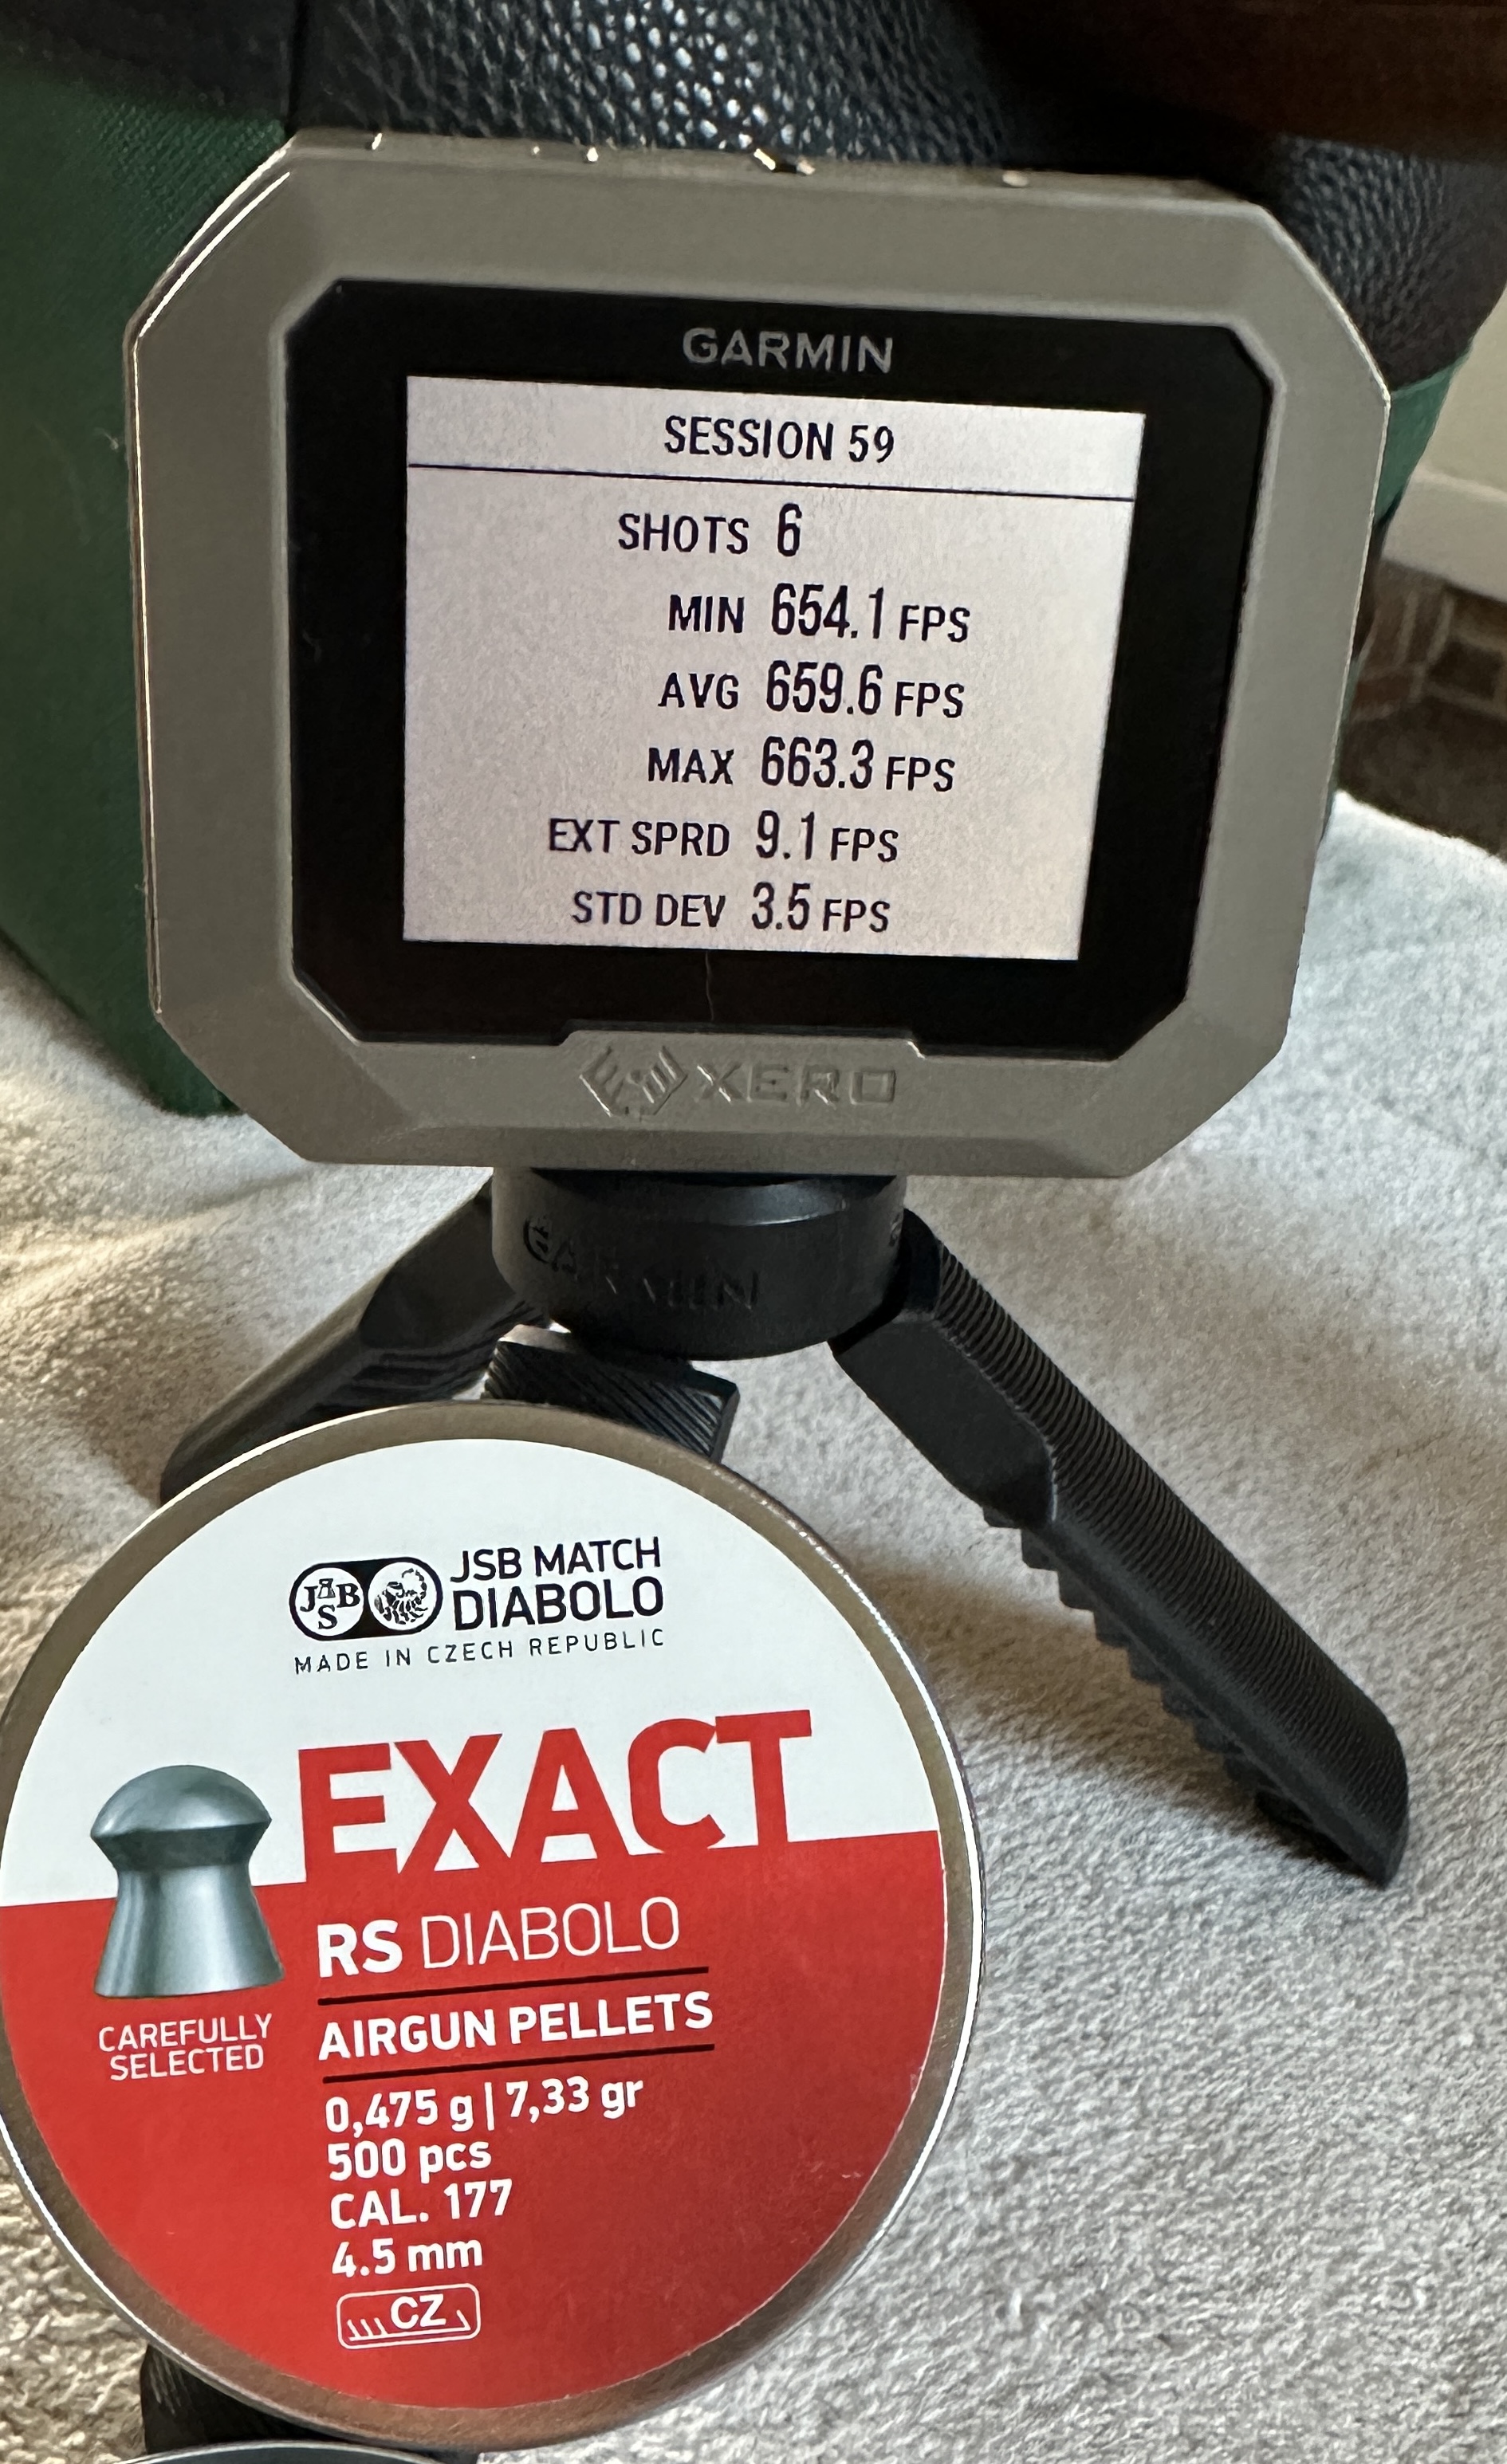 GARMIN
SESSION 59
SHOTS 6
MIN 654.1 FPS
AVG 659.6 FPS
MAX 663.3 FPS
EXT SPRD 9.1 FPS
STD DEV 3.5 FPS
XERO
GARMIN
JSB
JSB MATCH
DIABOLO
MADE IN CZECH REPUBLIC
EXACT
RS DIABOLO
AIRGUN PELLETS
CAREFULLY
SELECTED
0,475 g | 7,33 gr
500 pcs
CAL. 177
4.5 mm
CZ